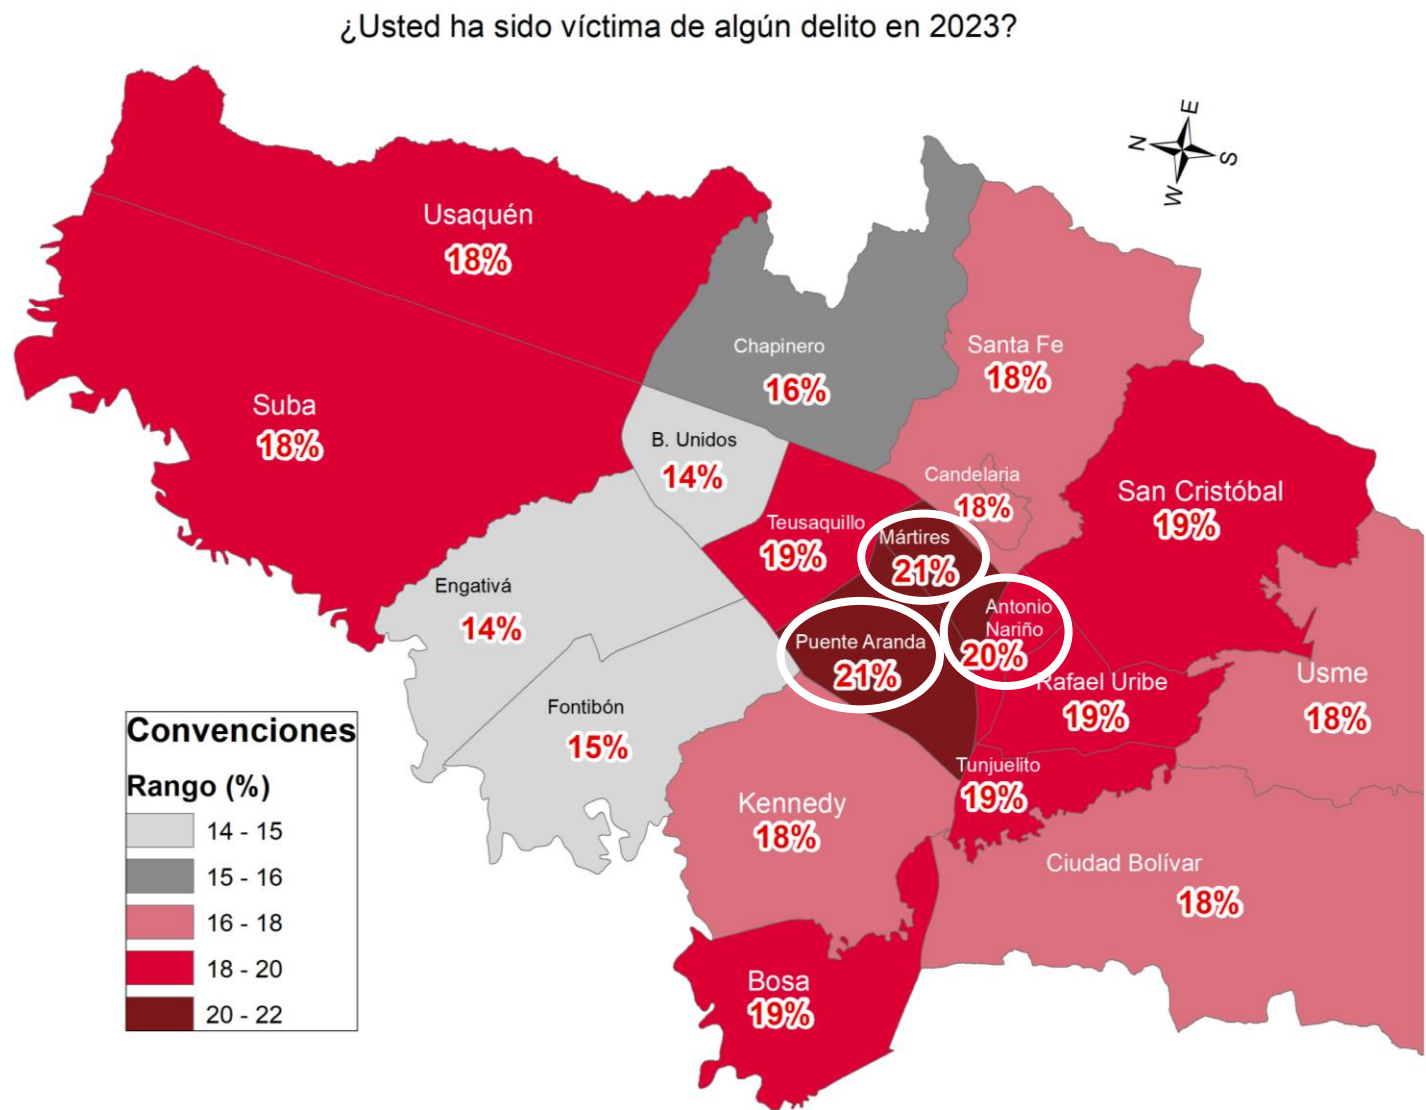 ¿Usted ha sido víctima de algún delito en 2023?
E
N
S
W
Usaquén
18%
Chapinero
16%
Santa Fe
18%
Suba
18%
B. Unidos
14%
Candelaria
18%
San Cristóbal
19%
Teusaquillo
19%
Mártires
21%
Engativá
14%
Antonio
Nariño
20%
Puente Aranda
21%
Rafael Uribe
19%
Usme
18%
Fontibón
15%
Tunjuelito
19%
Kennedy
18%
Ciudad Bolívar
18%
Bosa
19%
Convenciones
Rango (%)
14 - 15
15 - 16
16 - 18
18 - 20
20 - 22